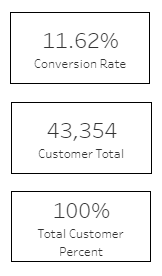 11.62%
Conversion Rate
43,354
Customer Total
100%
Total Customer
Percent